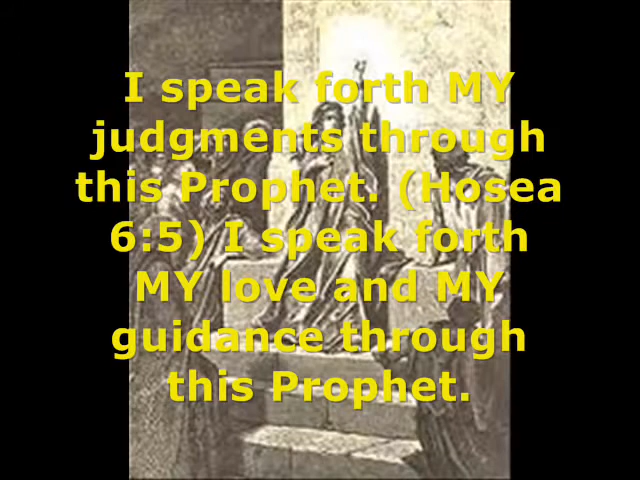 I speak forth MY
judgments through
this Prophet. (Hosea
6:5) I speak forth
MY love and MY
guidance through
this Prophet.